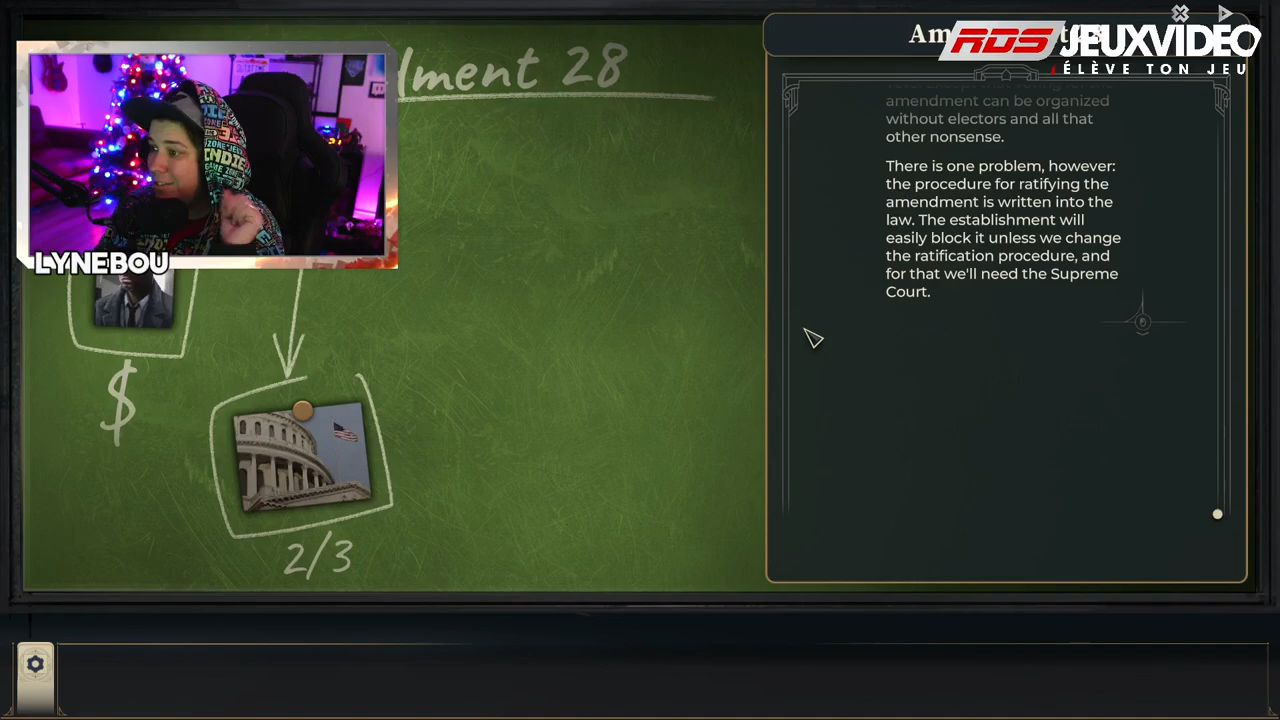 dment 28
Am
RDS JEUXVIDÉO
ÉLÈVE TON JEU
amendment can be organized
without electors and all that
other nonsense.
There is one problem, however:
the procedure for ratifying the
amendment is written into the
law. The establishment will
easily block it unless we change
the ratification procedure, and
for that we'll need the Supreme
Court.
LYNEBOU
$
2/3